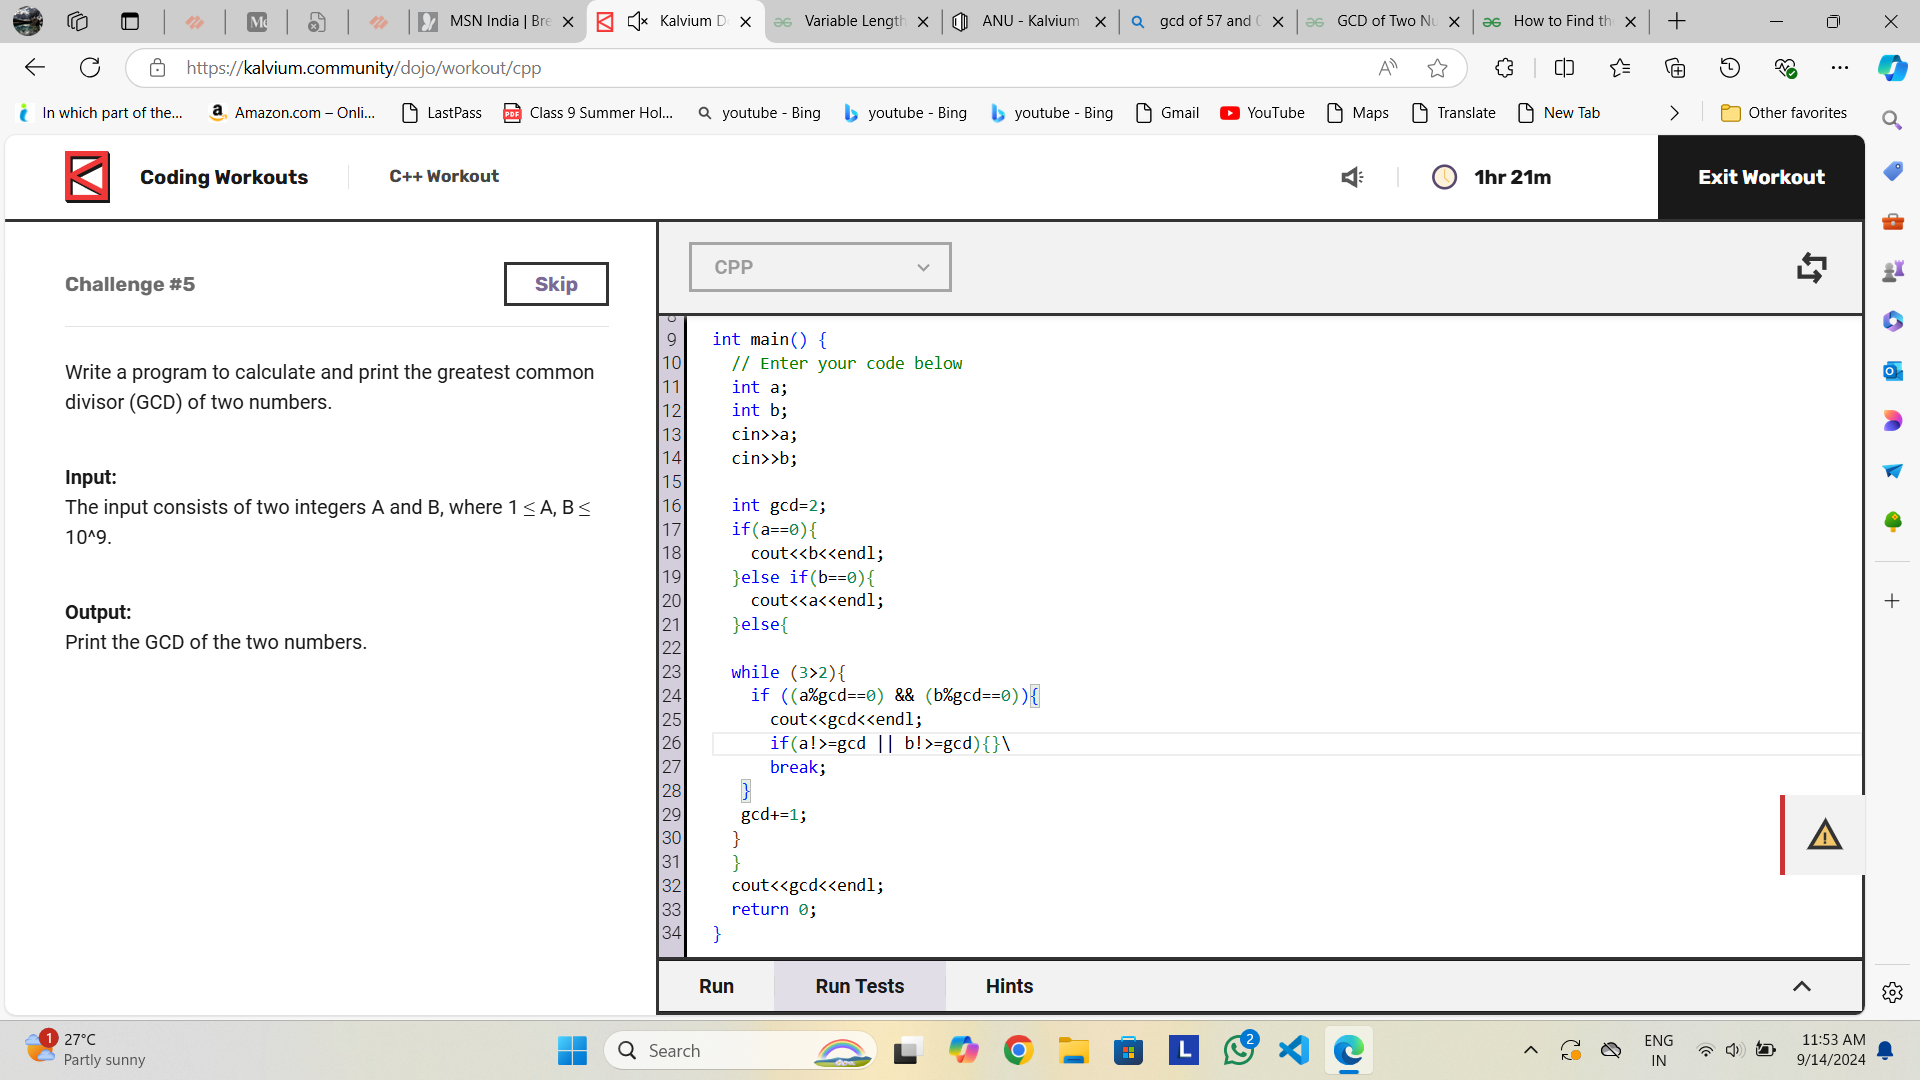 MSN India | Bre
Kalvium D
Variable Length
ANU - Kalvium
gcd of 57 and
GCD of Two Nu
How to Find th
https://kalvium.community/dojo/workout/cpp
In which part of the...
Amazon.com – Onli...
LastPass
Class 9 Summer Hol...
youtube - Bing
youtube - Bing
youtube - Bing
Gmail
YouTube
Maps
Translate
New Tab
Other favorites
Coding Workouts
C++ Workout
1hr 21m
Exit Workout
Challenge #5
Skip
Write a program to calculate and print the greatest common
divisor (GCD) of two numbers.
Input:
The input consists of two integers A and B, where 1 ≤ A, B ≤
10^9.
Output:
Print the GCD of the two numbers.
CPP
9 int main() {
10 // Enter your code below
11 int a;
12 int b;
13 cin>>a;
14 cin>>b;
15
16 int gcd=2;
17 if(a==0){
18 cout<<b<<endl;
19 }else if(b==0){
20 cout<<a<<endl;
21 }else{
22
23 while (3>2){
24 if ((a%gcd==0) && (b%gcd==0)){
25 cout<<gcd<<endl;
26 if(a!>=gcd || b!>=gcd){}\
27 break;
28 }
29 gcd+=1;
30 }
31 }
32 cout<<gcd<<endl;
33 return 0;
34 }
Run
Run Tests
Hints
1
27°C
Partly sunny
Search
L
2
ENG
IN
11:53 AM
9/14/2024